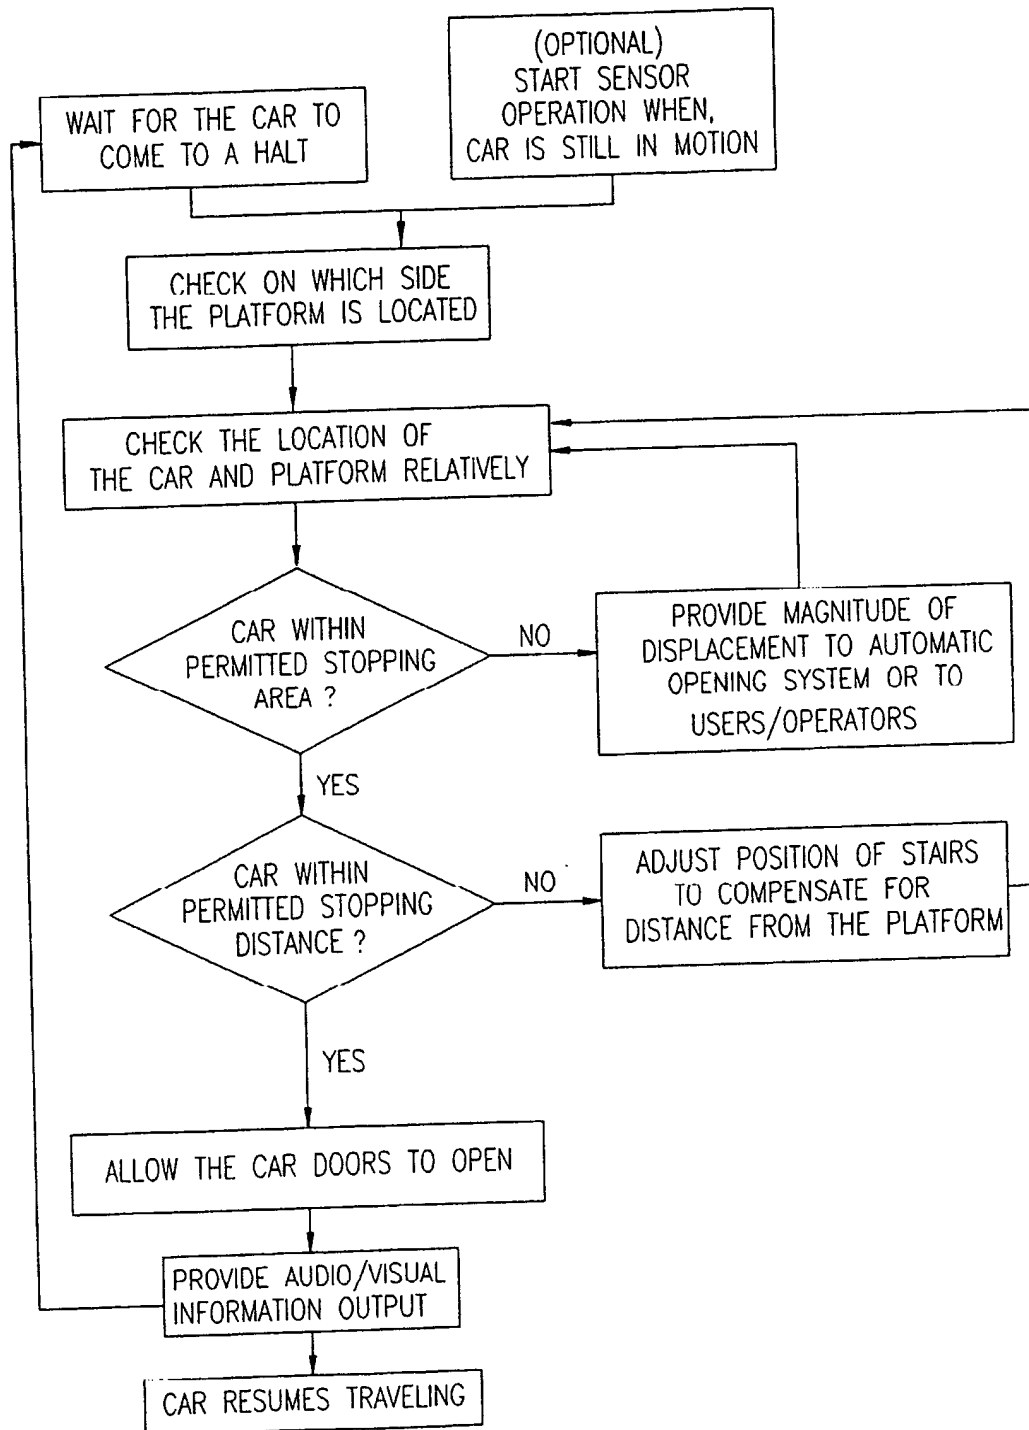 (OPTIONAL)
START SENSOR
OPERATION WHEN,
CAR IS STILL IN MOTION
WAIT FOR THE CAR TO
COME TO A HALT
CHECK ON WHICH SIDE
THE PLATFORM IS LOCATED
CHECK THE LOCATION OF
THE CAR AND PLATFORM RELATIVELY
CAR WITHIN
PERMITTED STOPPING
AREA ?
NO
PROVIDE MAGNITUDE OF
DISPLACEMENT TO AUTOMATIC
OPENING SYSTEM OR TO
USERS/OPERATORS
YES
CAR WITHIN
PERMITTED STOPPING
DISTANCE ?
NO
ADJUST POSITION OF STAIRS
TO COMPENSATE FOR
DISTANCE FROM THE PLATFORM
YES
ALLOW THE CAR DOORS TO OPEN
PROVIDE AUDIO/VISUAL
INFORMATION OUTPUT
CAR RESUMES TRAVELING